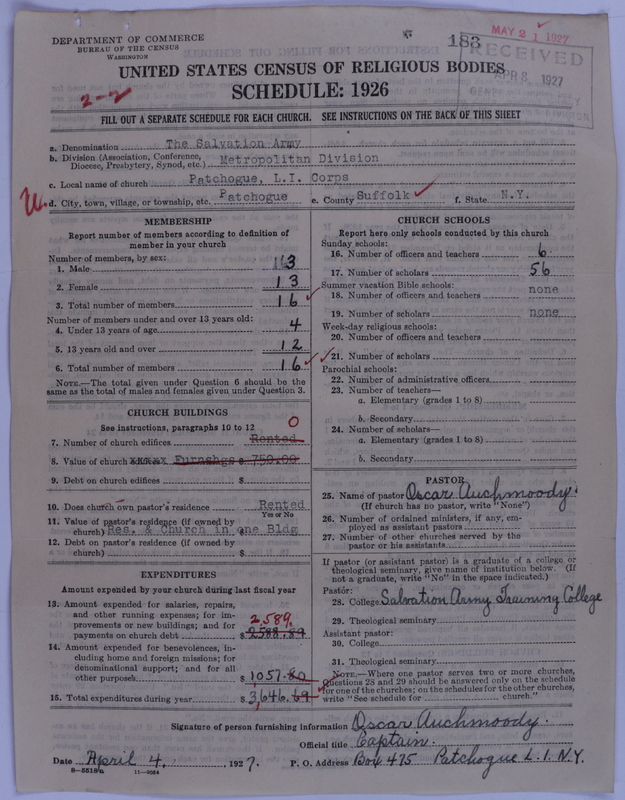 DEPARTMENT OF COMMERCE
BUREAU OF THE CENSUS
WASHINGTON
183
MAY 21 1927
RECEIVED
APR 8, 1927
UNITED STATES CENSUS OF RELIGIOUS BODIES
SCHEDULE: 1926
2-2
FILL OUT A SEPARATE SCHEDULE FOR EACH CHURCH. SEE INSTRUCTIONS ON THE BACK OF THIS SHEET
a. Denomination The Salvation Army
b. Division (Association, Conference, Diocese, Presbytery, Synod, etc.) Metropolitan Division
c. Local name of church Patchogue, L.I. Corps
d. City, town, village, or township, etc. Patchogue e. County Suffolk f. State N.Y.
MEMBERSHIP
Report number of members according to definition of
member in your church
Number of members, by sex:
1. Male 3
2. Female 13
3. Total number of members 16
Number of members under and over 13 years old:
4. Under 13 years of age 4
5. 13 years old and over 12
6. Total number of members 16
NOTE.—The total given under Question 6 should be
same as the total of males and females given under Question 3.
CHURCH BUILDINGS
See instructions, paragraphs 10 to 12 0
7. Number of church edifices Rented
8. Value of church Furnshgs $ 750.00
9. Debt on church edifices $
10. Does church own pastor's residence Rented
Yes or No
11. Value of pastor's residence (if owned by
church) Res. & Church in one Bldg
12. Debt on pastor's residence (if owned by
church) $
EXPENDITURES
Amount expended by your church during last fiscal year
13. Amount expended for salaries, repairs,
and other running expenses; for im-
provements or new buildings; and for 2,589.
payments on church debt $ 2588.89
14. Amount expended for benevolences, in-
cluding home and foreign missions; for
denominational support; and for all
other purposes $ 1057.80
15. Total expenditures during year $ 3,646.69
CHURCH SCHOOLS
Report here only schools conducted by this church
Sunday schools:
16. Number of officers and teachers 6
17. Number of scholars 56
Summer vacation Bible schools:
18. Number of officers and teachers none
19. Number of scholars none
Week-day religious schools:
20. Number of officers and teachers
21. Number of scholars
Parochial schools:
22. Number of administrative officers
23. Number of teachers—
a. Elementary (grades 1 to 8)
b. Secondary
24. Number of scholars—
a. Elementary (grades 1 to 8)
b. Secondary
PASTOR
25. Name of pastor Oscar Auchmoody.
(If church has no pastor, write "None")
26. Number of ordained ministers, if any, em-
ployed as assistant pastors
27. Number of other churches served by the
pastor or his assistants
If pastor (or assistant pastor) is a graduate of a college or
theological seminary, give name of institution below. (If
not a graduate, write "No" in the space indicated.)
Pastor:
28. College Salvation Army Training College
29. Theological seminary
Assistant pastor:
30. College
31. Theological seminary
NOTE.—Where one pastor serves two or more churches,
questions 28 and 29 should be answered only on the schedule
for one of the churches; on the schedules for the other churches,
write "See schedule for church."
Signature of person furnishing information Oscar Auchmoody.
Official title Captain.
Date April 4, 1927. P. O. Address Box 475 Patchogue L.I. N.Y.
8-5518a 11-9054